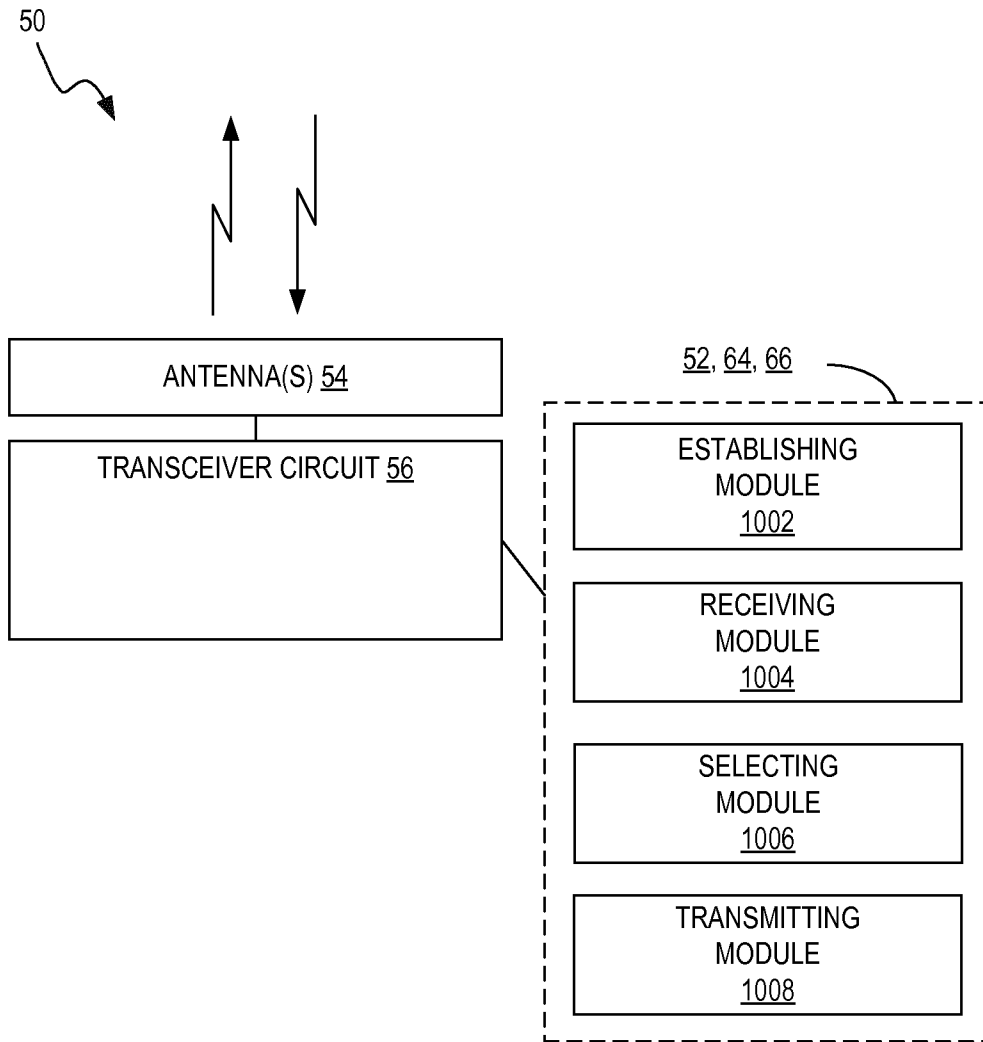 50
ANTENNA(S) 54
TRANSCEIVER CIRCUIT 56
52, 64, 66
ESTABLISHING
MODULE
1002
RECEIVING
MODULE
1004
SELECTING
MODULE
1006
TRANSMITTING
MODULE
1008